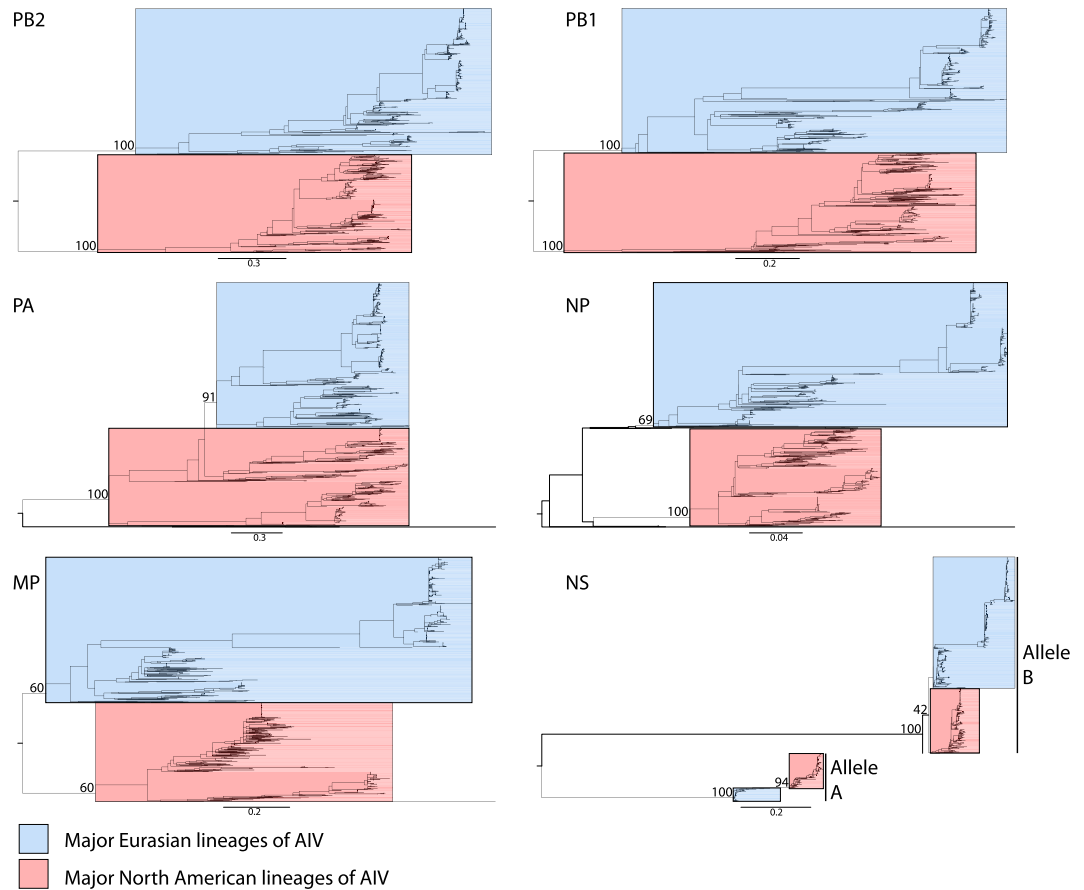 PB2
PB1
100
100
100
100
0.3
0.2
PA
NP
91
69
100
100
0.3
0.04
MP
NS
60
60
0.2
Allele
B
42
100
94
100
Allele
A
0.2
Major Eurasian lineages of AIV
Major North American lineages of AIV